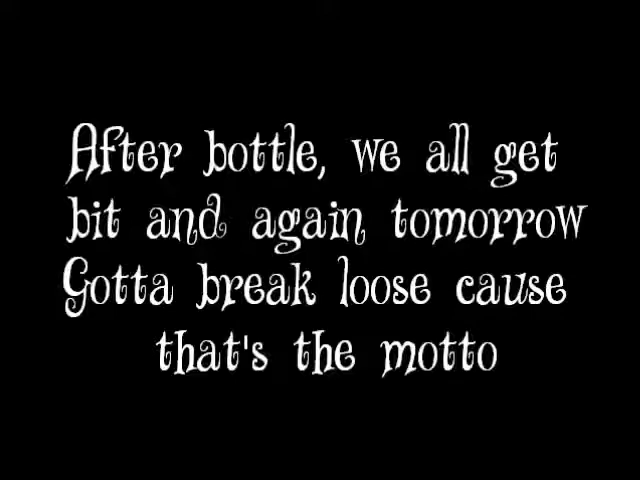 After bottle, we all get
bit and again tomorrow
Gotta break loose cause
that's the motto